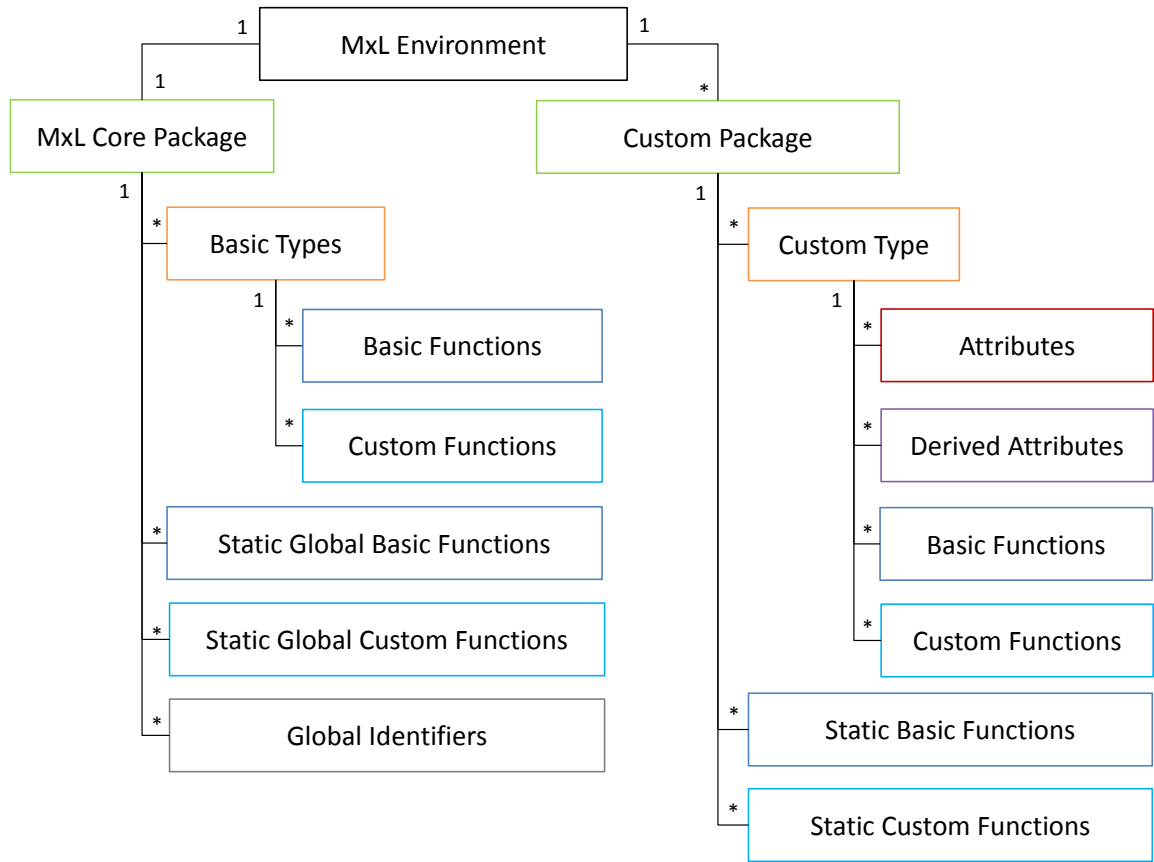 1
MxL Environment
1
1
*
MxL Core Package
Custom Package
1
1
*
Basic Types
*
Custom Type
1
1
*
Basic Functions
*
Attributes
*
Custom Functions
*
Derived Attributes
*
Static Global Basic Functions
*
Basic Functions
*
Static Global Custom Functions
*
Custom Functions
*
Global Identifiers
*
Static Basic Functions
*
Static Custom Functions